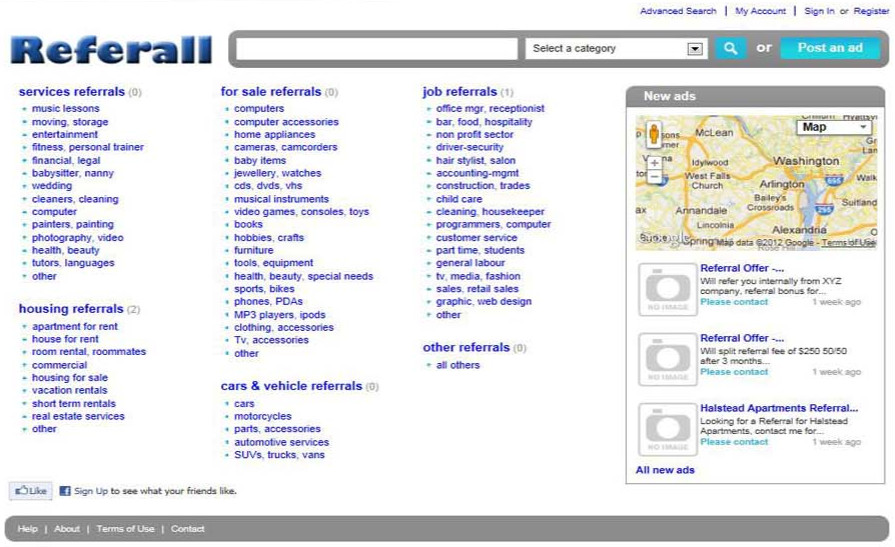 Advanced Search | My Account | Sign In or Register
Referall
Select a category
or
Post an ad
services referrals (0)
music lessons
moving, storage
entertainment
fitness, personal trainer
financial, legal
babysitter, nanny
wedding
cleaners, cleaning
computer
painters, painting
photography, video
health, beauty
tutors, languages
other
housing referrals (2)
apartment for rent
house for rent
room rental, roommates
commercial
housing for sale
vacation rentals
short term rentals
real estate services
other
for sale referrals (0)
computers
computer accessories
home appliances
cameras, camcorders
baby items
jewellery, watches
cds, dvds, vhs
musical instruments
video games, consoles, toys
books
hobbies, crafts
furniture
tools, equipment
health, beauty, special needs
sports, bikes
phones, PDAs
MP3 players, ipods
clothing, accessories
Tv, accessories
other
cars & vehicle referrals (0)
cars
motorcycles
parts, accessories
automotive services
SUVs, trucks, vans
job referrals (1)
office mgr, receptionist
bar, food, hospitality
non profit sector
driver-security
hair stylist, salon
accounting-mgmt
construction, trades
child care
cleaning, housekeeper
programmers, computer
customer service
part time, students
general labour
tv, media, fashion
sales, retail sales
graphic, web design
other
other referrals (0)
all others
New ads
Map
McLean
Idylwood
Washington
West Falls
Church
Arlington
Bailey's
Crossroads
Annandale
Suitland
Lincolnia
Alexandria
Map data ©2012 Google - Terms of Use
Referral Offer -...
Will refer you internally from XYZ
company, referral bonus for...
Please contact 1 week ago
NO IMAGE
Referral Offer -...
Will split referral fee of $250 50/50
after 3 months...
Please contact 1 week ago
NO IMAGE
Halstead Apartments Referral...
Looking for a Referral for Halstead
Apartments, contact me for...
Please contact 1 week ago
NO IMAGE
All new ads
Like
Sign Up to see what your friends like.
Help | About | Terms of Use | Contact